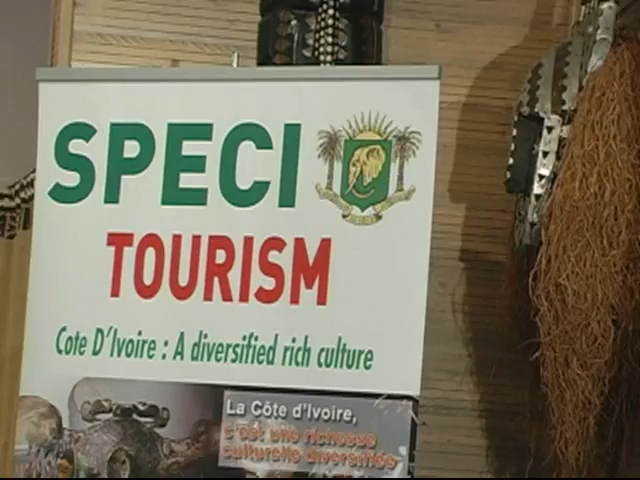 SPECI
TOURISM
Cote D'Ivoire : A diversified rich culture
La Côte d'Ivoire,
c'est une richesse
culturelle diversifiée